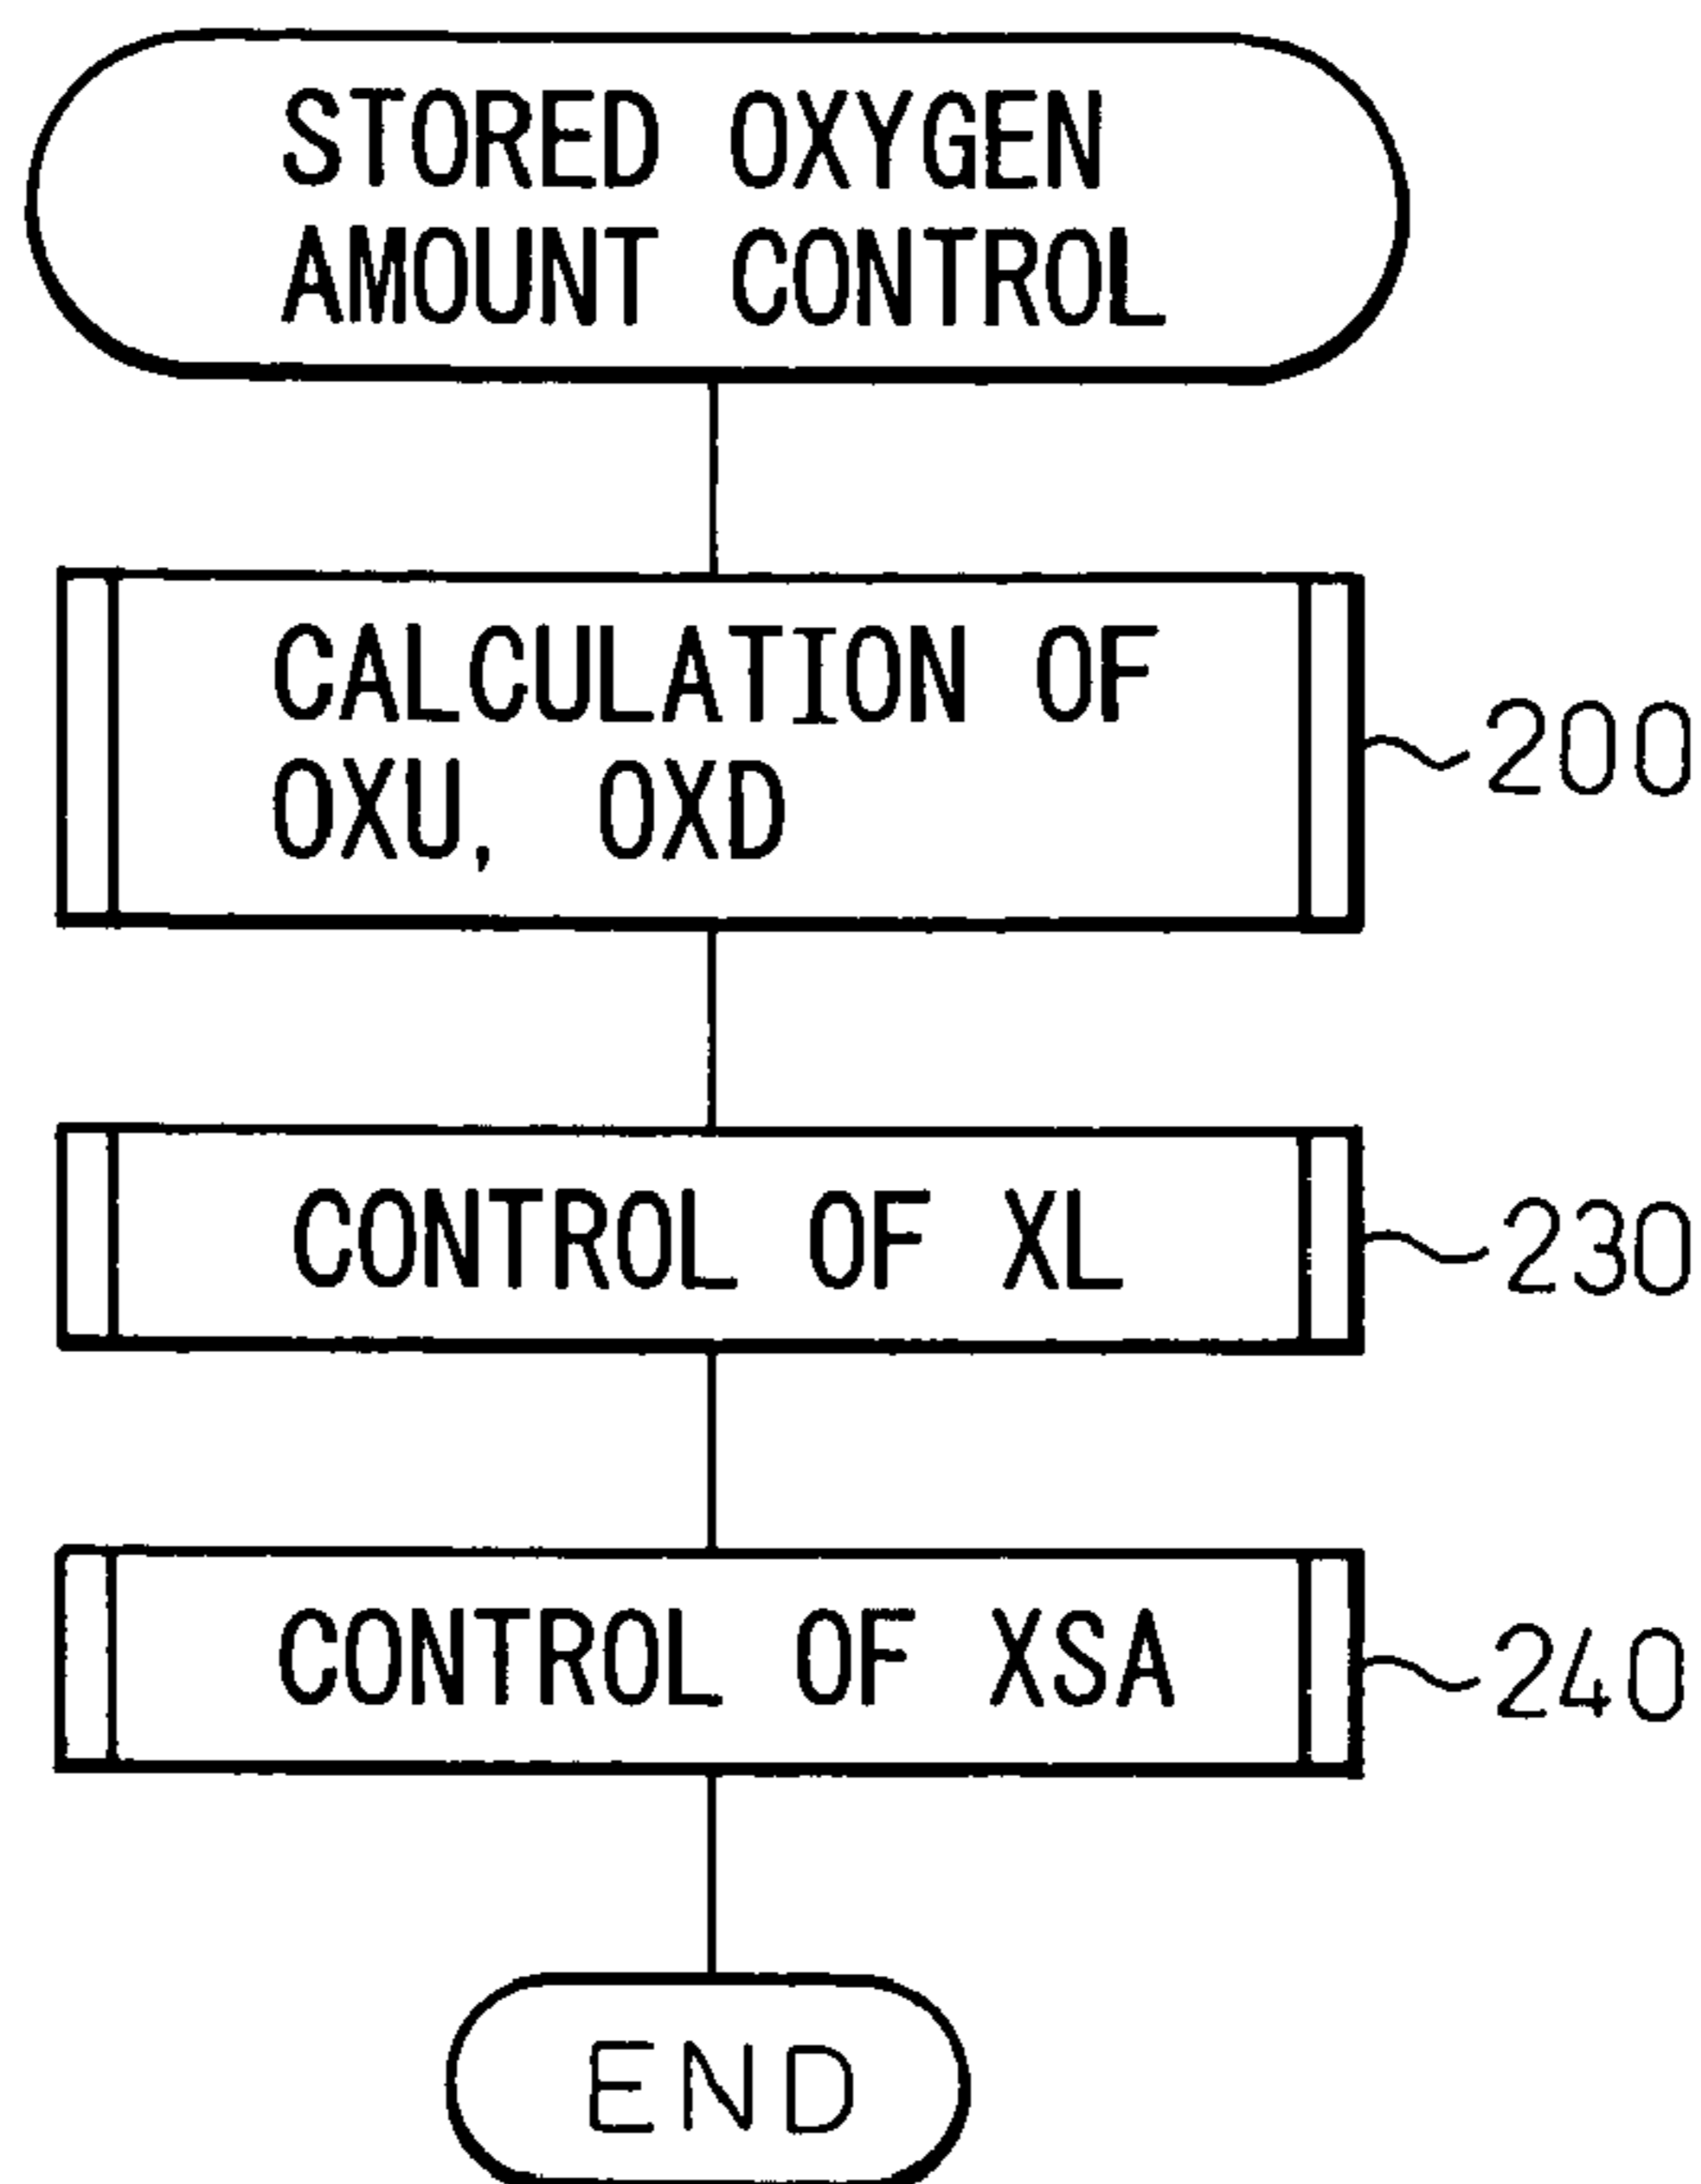 STORED OXYGEN
AMOUNT CONTROL
CALCULATION OF
OXU, OXD
200
CONTROL OF XL
230
CONTROL OF XSA
240
END